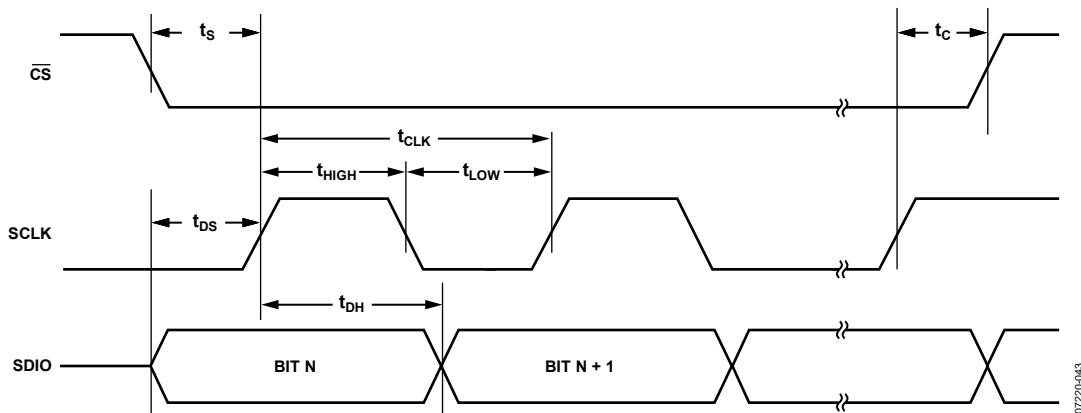 tS
tC
CS
tCLK
tHIGH
tLOW
tDS
SCLK
tDH
SDIO
BIT N
BIT N + 1
07220-043